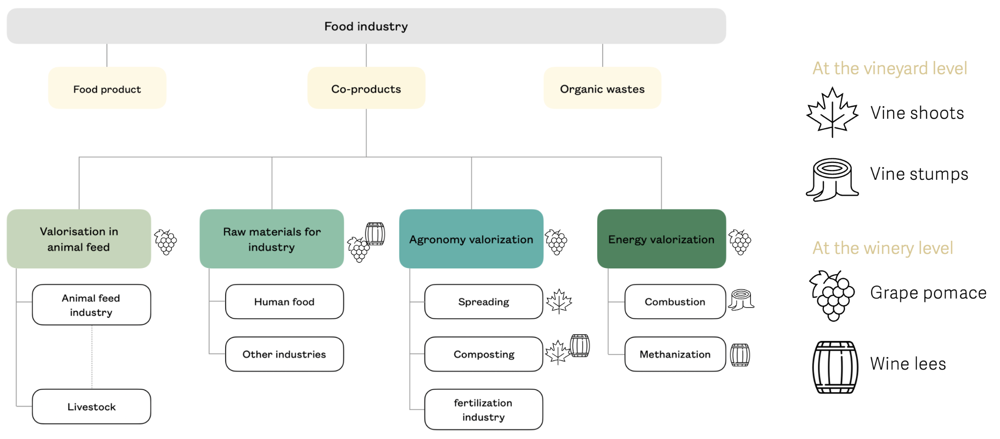 Food industry
Food product
Co-products
Organic wastes
Valorisation in
animal feed
Raw materials for
industry
Agronomy valorization
Energy valorization
Animal feed
industry
Livestock
Human food
Other industries
Spreading
Composting
fertilization
industry
Combustion
Methanization
At the vineyard level
Vine shoots
Vine stumps
At the winery level
Grape pomace
Wine lees